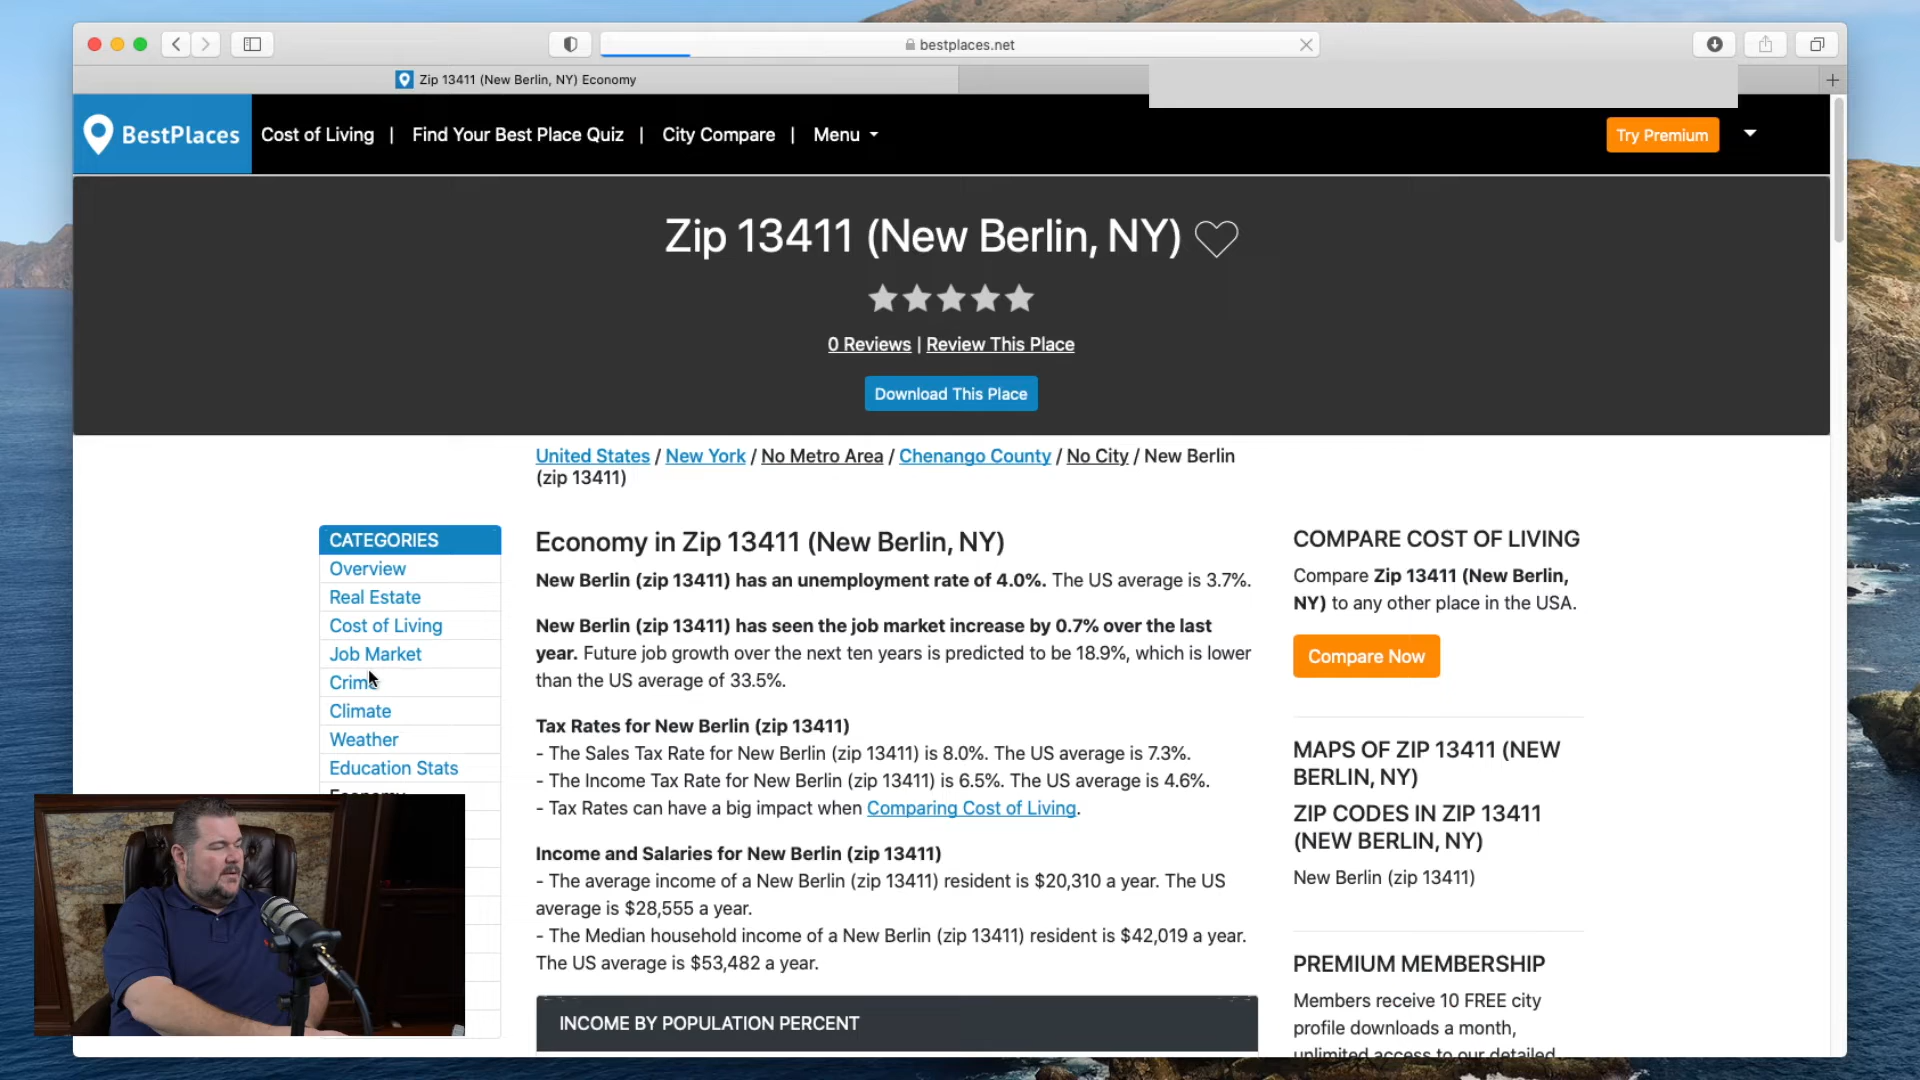 bestplaces.net
Zip 13411 (New Berlin, NY) Economy
BestPlaces
Cost of Living | Find Your Best Place Quiz | City Compare | Menu
Try Premium
Zip 13411 (New Berlin, NY)
0 Reviews | Review This Place
Download This Place
United States / New York / No Metro Area / Chenango County / No City / New Berlin
(zip 13411)
CATEGORIES
Overview
Real Estate
Cost of Living
Job Market
Crime
Climate
Weather
Education Stats
Economy
Economy in Zip 13411 (New Berlin, NY)
New Berlin (zip 13411) has an unemployment rate of 4.0%. The US average is 3.7%.
New Berlin (zip 13411) has seen the job market increase by 0.7% over the last
year. Future job growth over the next ten years is predicted to be 18.9%, which is lower
than the US average of 33.5%.
Tax Rates for New Berlin (zip 13411)
- The Sales Tax Rate for New Berlin (zip 13411) is 8.0%. The US average is 7.3%.
- The Income Tax Rate for New Berlin (zip 13411) is 6.5%. The US average is 4.6%.
- Tax Rates can have a big impact when Comparing Cost of Living.
Income and Salaries for New Berlin (zip 13411)
- The average income of a New Berlin (zip 13411) resident is $20,310 a year. The US
average is $28,555 a year.
- The Median household income of a New Berlin (zip 13411) resident is $42,019 a year.
The US average is $53,482 a year.
INCOME BY POPULATION PERCENT
COMPARE COST OF LIVING
Compare Zip 13411 (New Berlin,
NY) to any other place in the USA.
Compare Now
MAPS OF ZIP 13411 (NEW
BERLIN, NY)
ZIP CODES IN ZIP 13411
(NEW BERLIN, NY)
New Berlin (zip 13411)
PREMIUM MEMBERSHIP
Members receive 10 FREE city
profile downloads a month,
unlimited access to our detailed